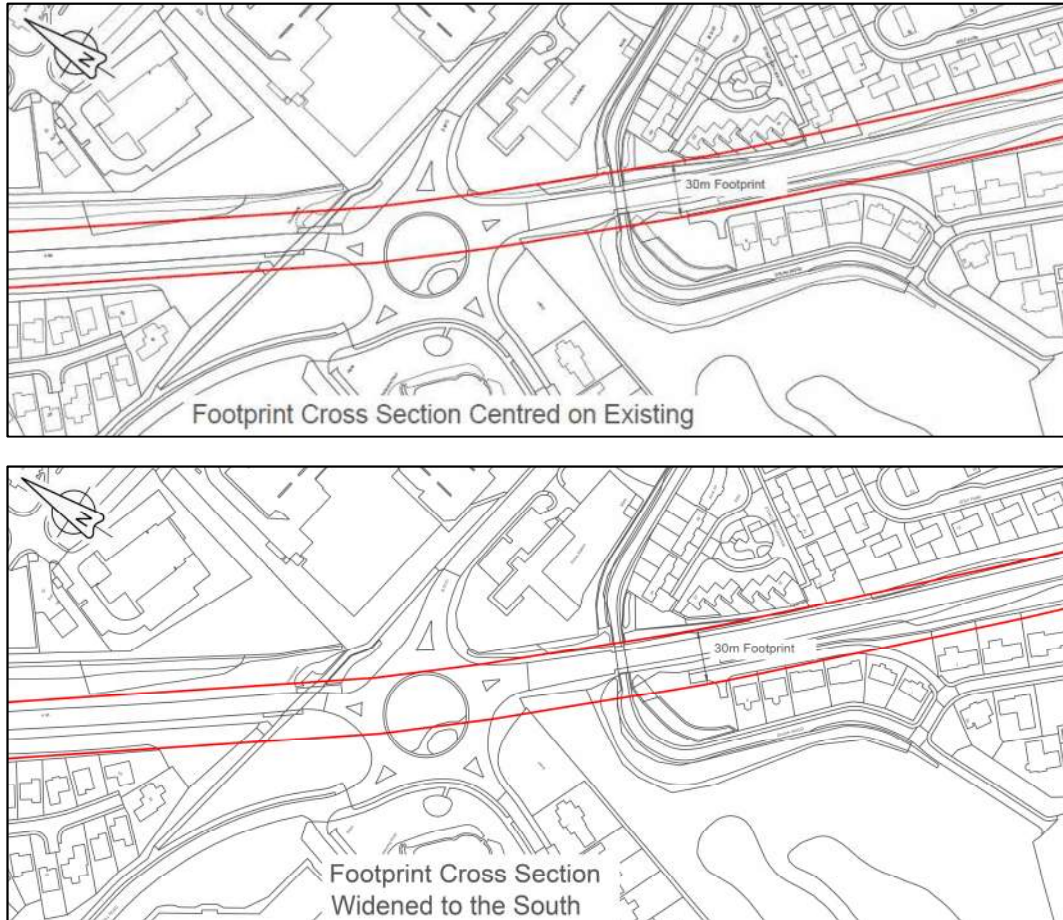 N
30m Footprint
Footprint Cross Section Centred on Existing
N
30m Footprint
Footprint Cross Section
Widened to the South